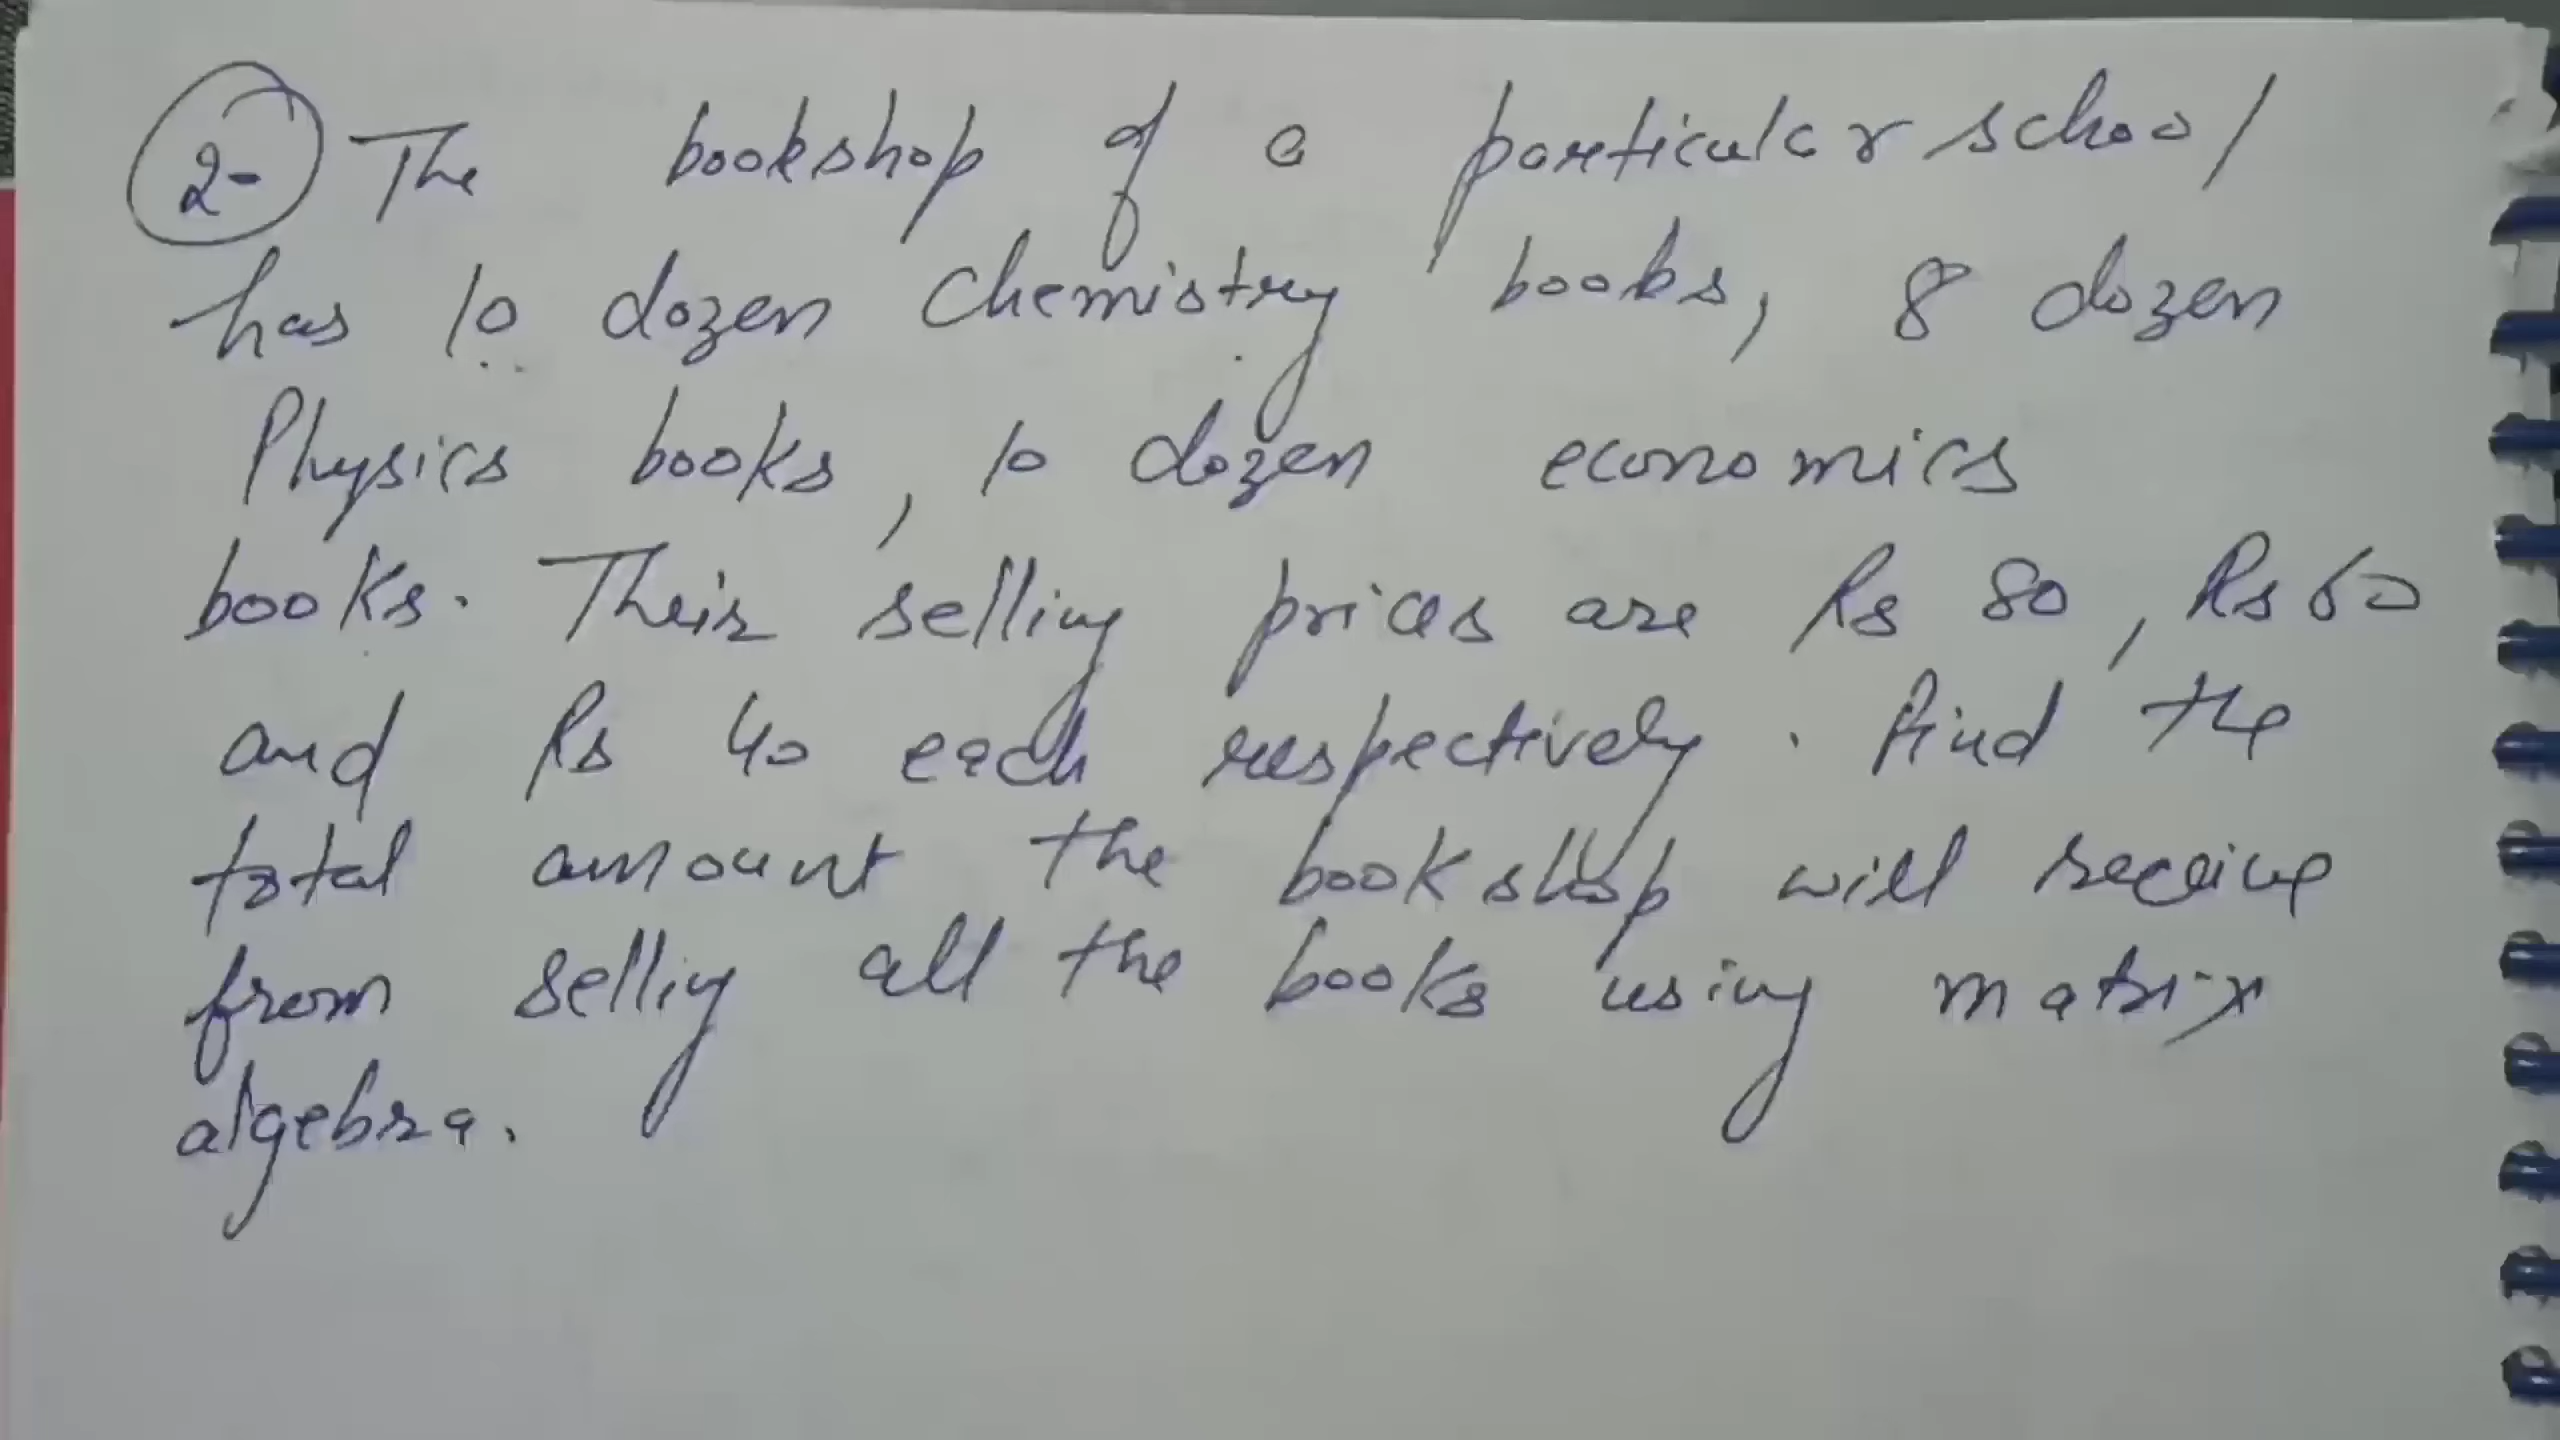 2- The bookshop of a particular school
has 10 dozen Chemistry books, 8 dozen
Physics books, 10 dozen economics
books. Their selling prices are Rs 80, Rs 60
and Rs 40 each respectively. Find the
total amount the bookshop will receive
from selling all the books using matrix
algebra.